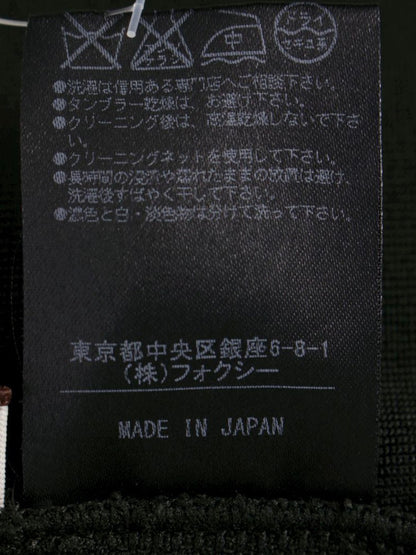 エンソ
中
ドライ
セキユ系
●洗濯は信用ある専門店へご相談下さい。
●タンブラー乾燥は、お避け下さい。
●クリーニング後は、高温乾燥しないで下さ
い。
●クリーニングネットを使用して下さい。
●長時間の浸漬や濡れたままの放置は避け、
洗濯後すばやく干して下さい。
●濃色と白・淡色物は分けて洗って下さい。
東京都中央区銀座6-8-1
(株)フォクシー
MADE IN JAPAN